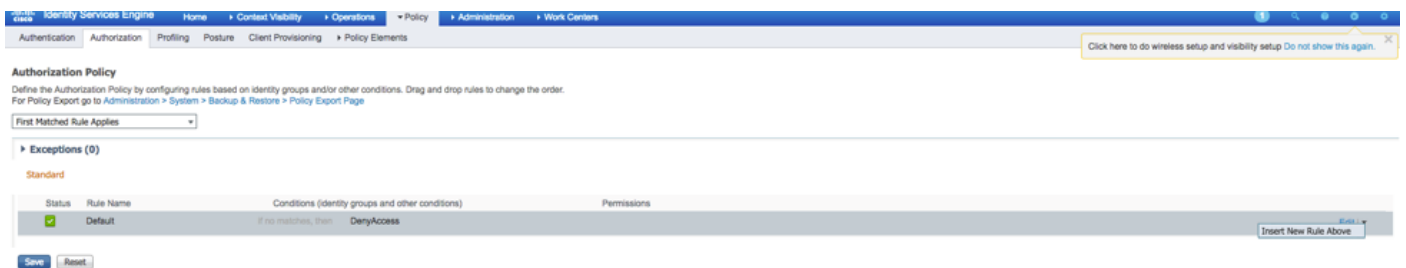 CISCO Identity Services Engine Home Context Visibility Operations Policy Administration Work Centers 1
Authentication Authorization Profiling Posture Client Provisioning Policy Elements
Click here to do wireless setup and visibility setup Do not show this again.
Authorization Policy
Define the Authorization Policy by configuring rules based on identity groups and/or other conditions. Drag and drop rules to change the order.
For Policy Export go to Administration > System > Backup & Restore > Policy Export Page
First Matched Rule Applies
Exceptions (0)
Standard
Status Rule Name Conditions (identity groups and other conditions) Permissions
Default If no matches, then DenyAccess Edit |
Insert New Rule Above
Save Reset